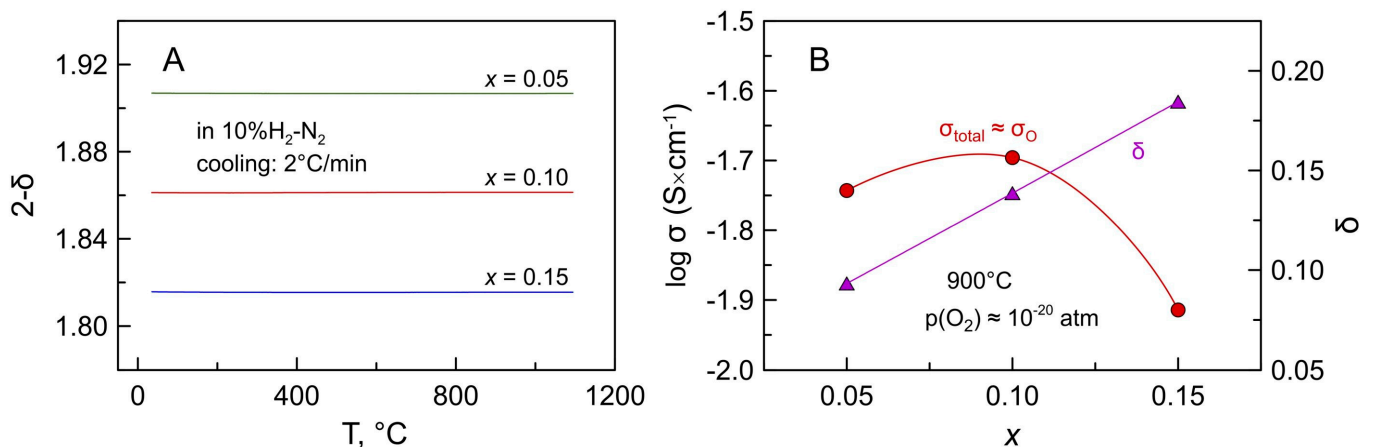 A
1.92
1.88
1.84
1.80
2-δ
x = 0.05
in 10%H₂-N₂
cooling: 2°C/min
x = 0.10
x = 0.15
0
400
800
1200
T, °C
B
-1.5
-1.6
-1.7
-1.8
-1.9
-2.0
log σ (S×cm⁻¹)
σtotal ≈ σO
δ
900°C
p(O₂) ≈ 10⁻²⁰ atm
0.20
0.15
0.10
0.05
δ
0.05
0.10
0.15
x